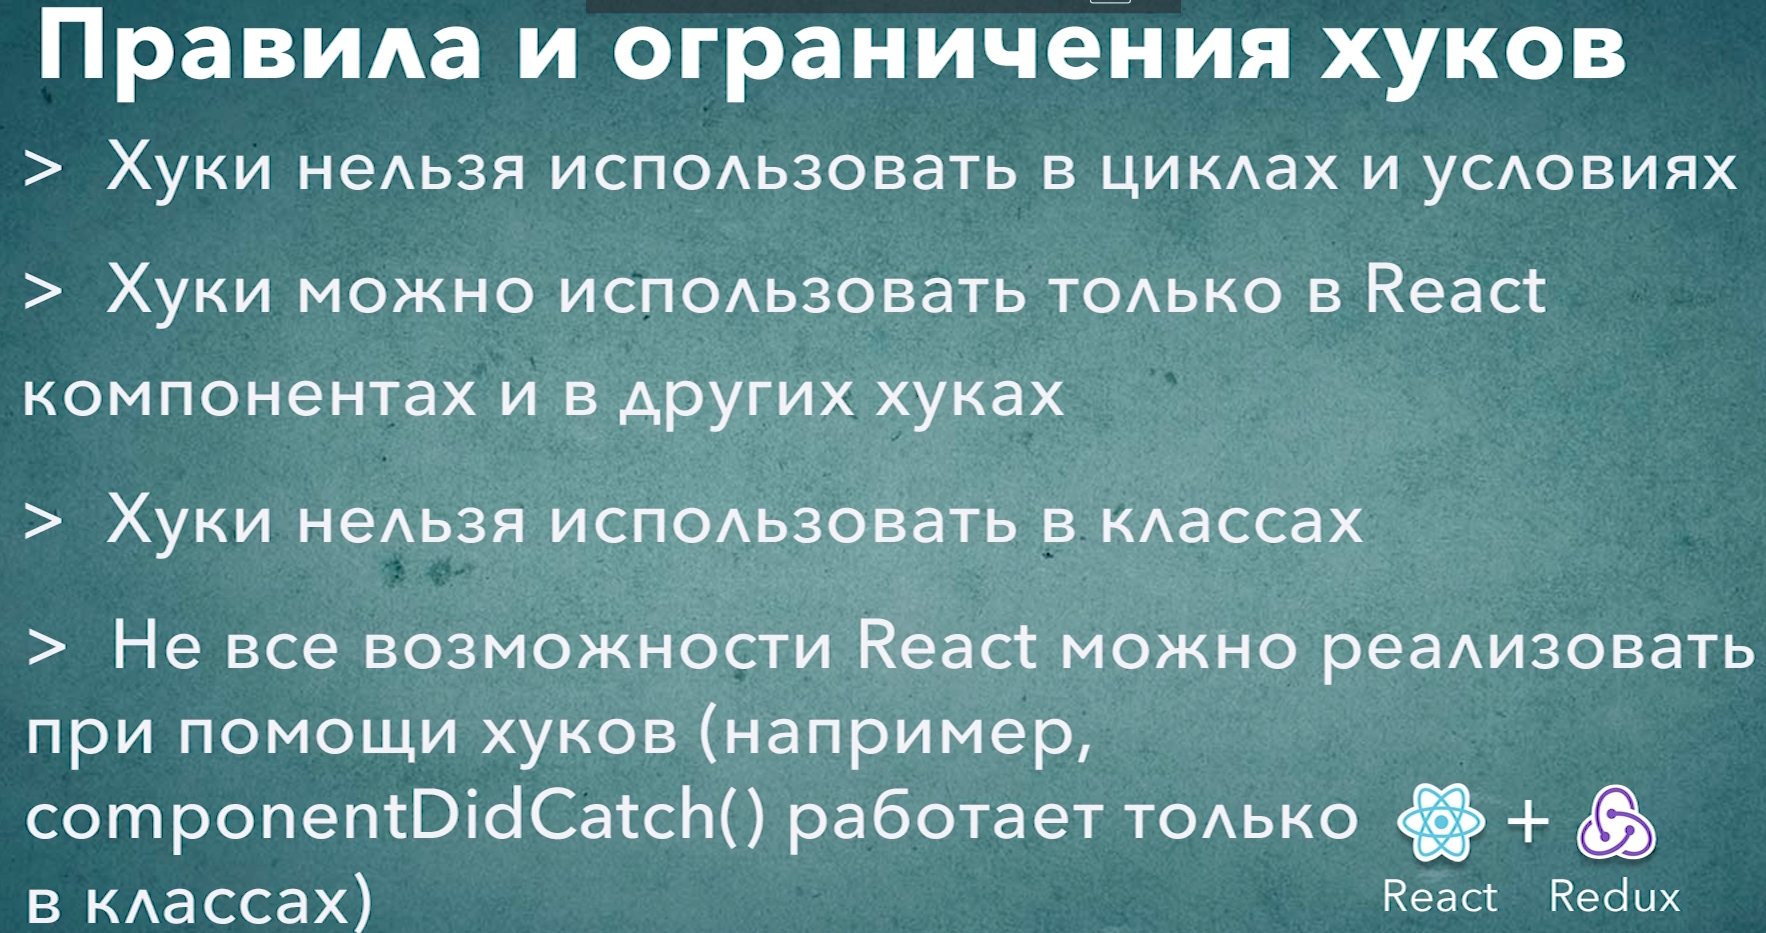 Правила и ограничения хуков
> Хуки нельзя использовать в циклах и условиях
> Хуки можно использовать только в React
компонентах и в других хуках
> Хуки нельзя использовать в классах
> Не все возможности React можно реализовать
при помощи хуков (например,
componentDidCatch() работает только
в классах)
+
React Redux